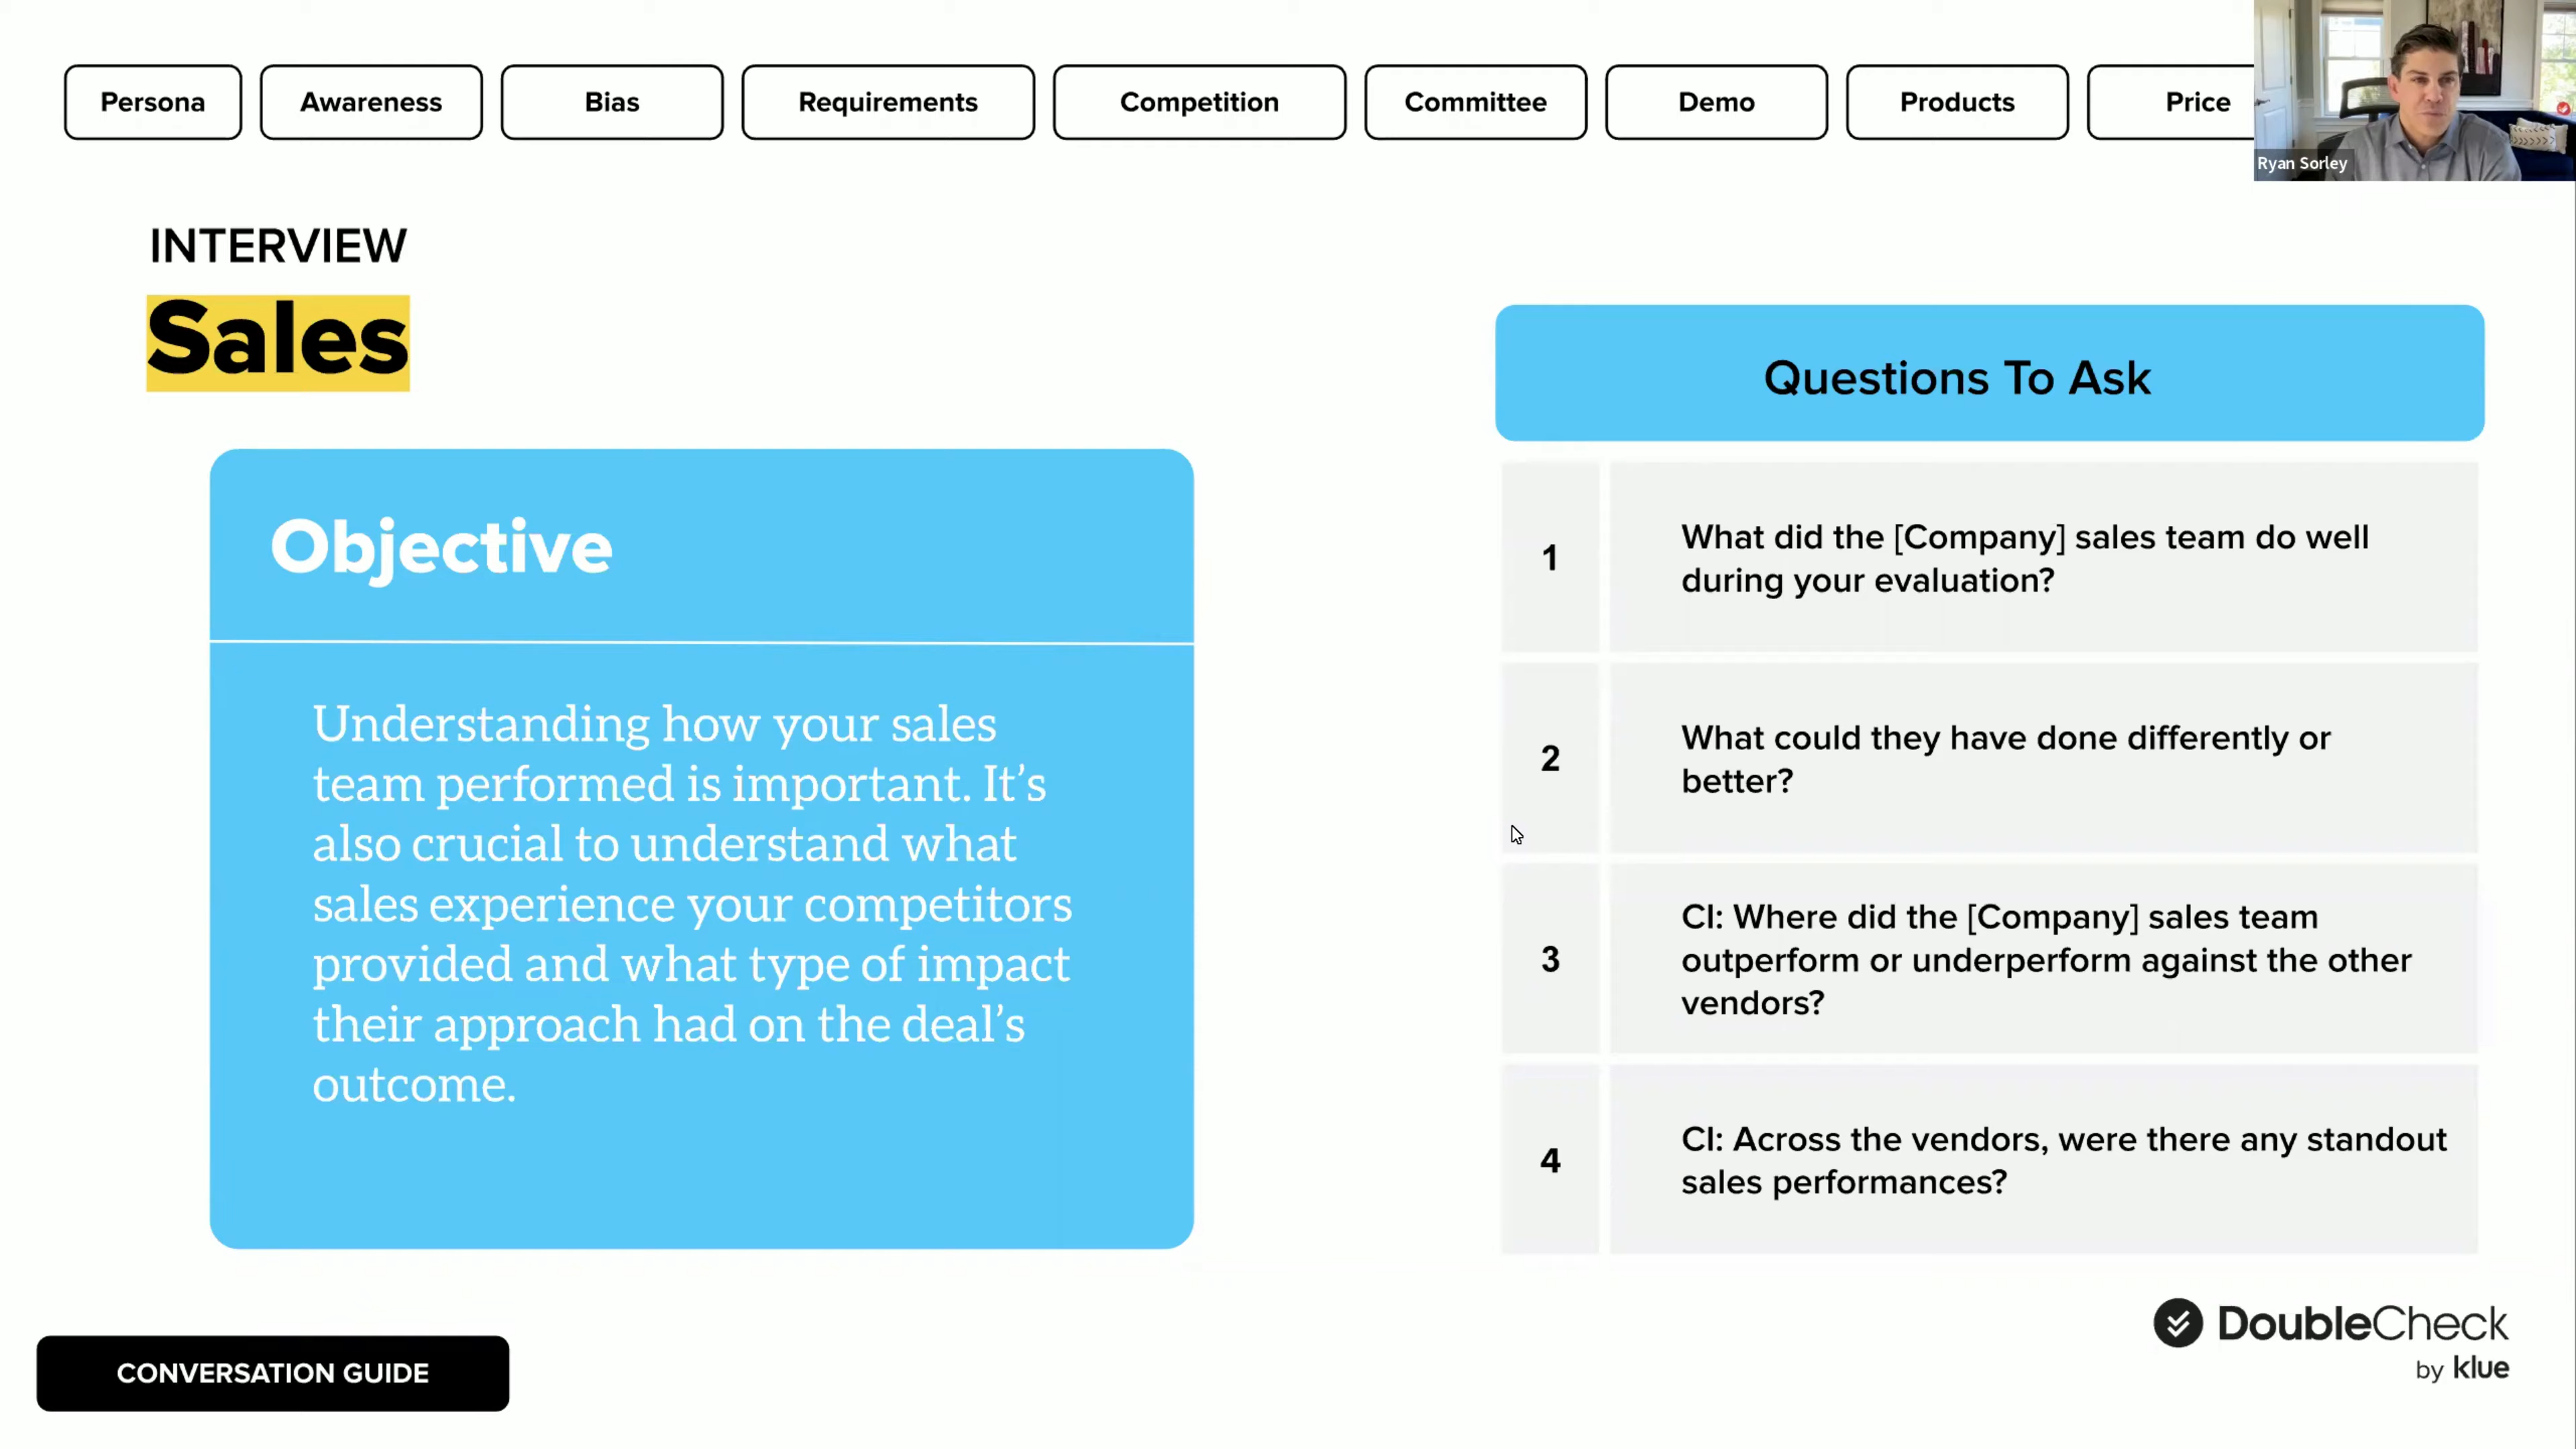 Persona
Awareness
Bias
Requirements
Competition
Committee
Demo
Products
Price
Ryan Sorley
INTERVIEW
Sales
Objective
Understanding how your sales
team performed is important. It’s
also crucial to understand what
sales experience your competitors
provided and what type of impact
their approach had on the deal’s
outcome.
Questions To Ask
1
What did the [Company] sales team do well
during your evaluation?
2
What could they have done differently or
better?
3
CI: Where did the [Company] sales team
outperform or underperform against the other
vendors?
4
CI: Across the vendors, were there any standout
sales performances?
CONVERSATION GUIDE
DoubleCheck
by klue